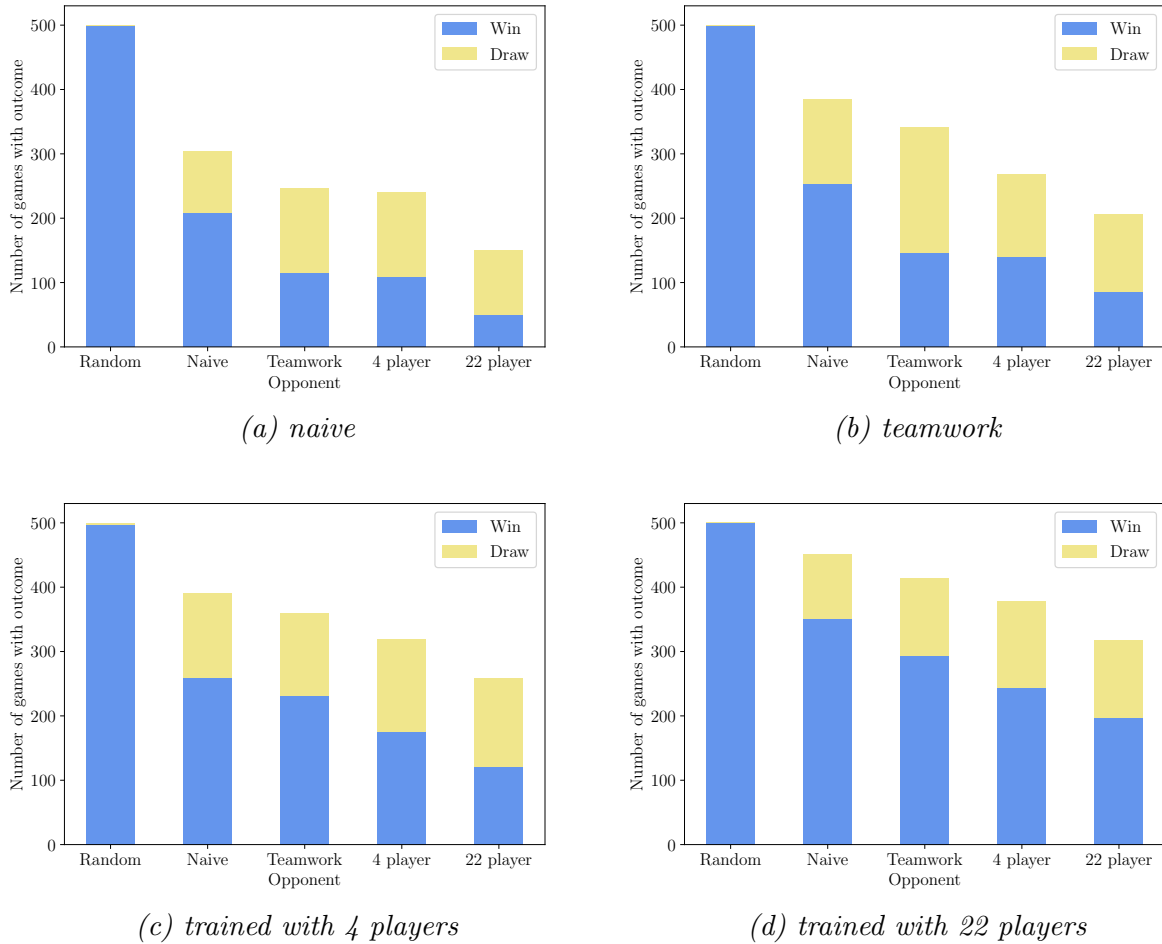 500
400
300
200
100
0
Number of games with outcome
Win
Draw
Random Naive Teamwork 4 player 22 player
Opponent
(a) naive
500
400
300
200
100
0
Number of games with outcome
Win
Draw
Random Naive Teamwork 4 player 22 player
Opponent
(b) teamwork
500
400
300
200
100
0
Number of games with outcome
Win
Draw
Random Naive Teamwork 4 player 22 player
Opponent
(c) trained with 4 players
500
400
300
200
100
0
Number of games with outcome
Win
Draw
Random Naive Teamwork 4 player 22 player
Opponent
(d) trained with 22 players